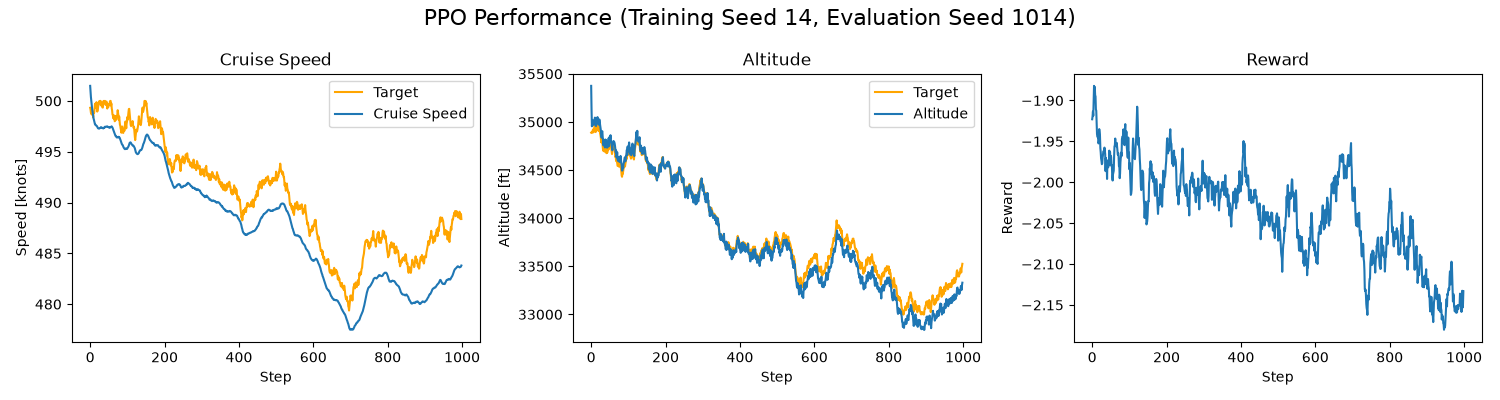 PPO Performance (Training Seed 14, Evaluation Seed 1014)
Cruise Speed
Speed [knots]
500
495
490
485
480
0 200 400 600 800 1000
Step
Target
Cruise Speed
Altitude
Altitude [ft]
35500
35000
34500
34000
33500
33000
0 200 400 600 800 1000
Step
Target
Altitude
Reward
Reward
−1.90
−1.95
−2.00
−2.05
−2.10
−2.15
0 200 400 600 800 1000
Step